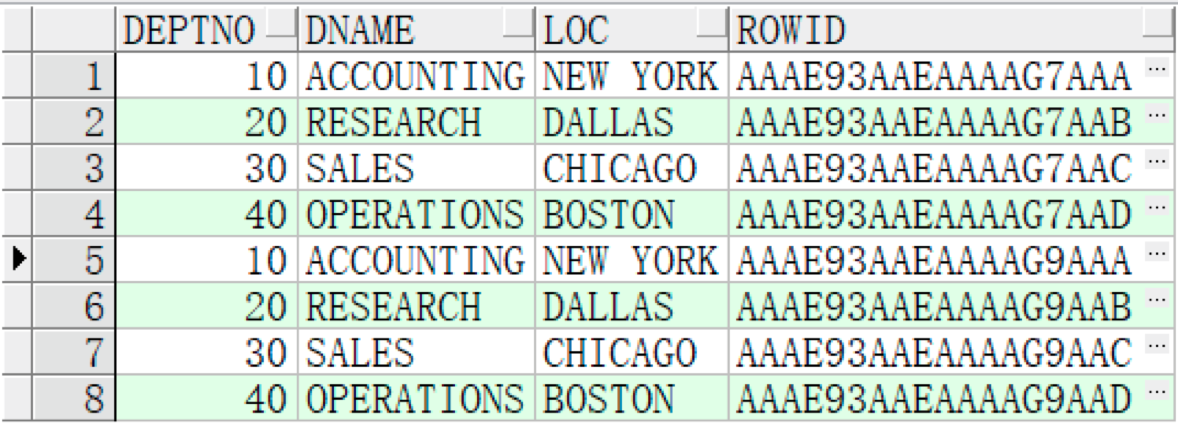 DEPTNO DNAME LOC ROWID
1 10 ACCOUNTING NEW YORK AAAE93AAEAAAAG7AAA ...
2 20 RESEARCH DALLAS AAAE93AAEAAAAG7AAB ...
3 30 SALES CHICAGO AAAE93AAEAAAAG7AAC ...
4 40 OPERATIONS BOSTON AAAE93AAEAAAAG7AAD ...
5 10 ACCOUNTING NEW YORK AAAE93AAEAAAAG9AAA ...
6 20 RESEARCH DALLAS AAAE93AAEAAAAG9AAB ...
7 30 SALES CHICAGO AAAE93AAEAAAAG9AAC ...
8 40 OPERATIONS BOSTON AAAE93AAEAAAAG9AAD ...